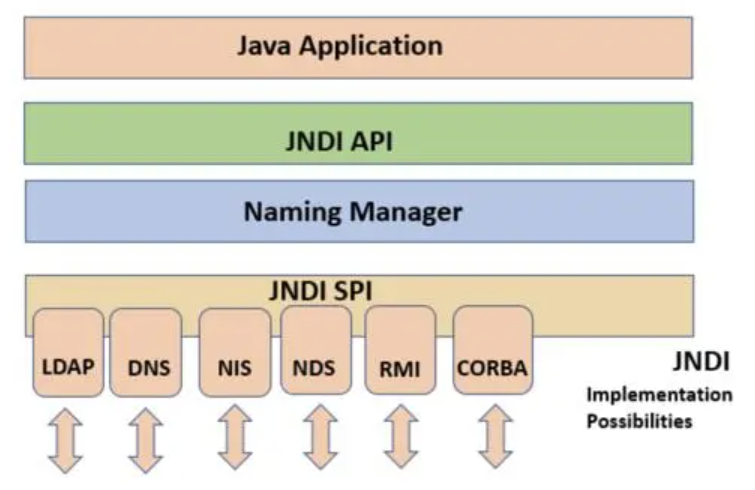 Java Application
JNDI API
Naming Manager
JNDI SPI
LDAP DNS NIS NDS RMI CORBA
JNDI
Implementation
Possibilities